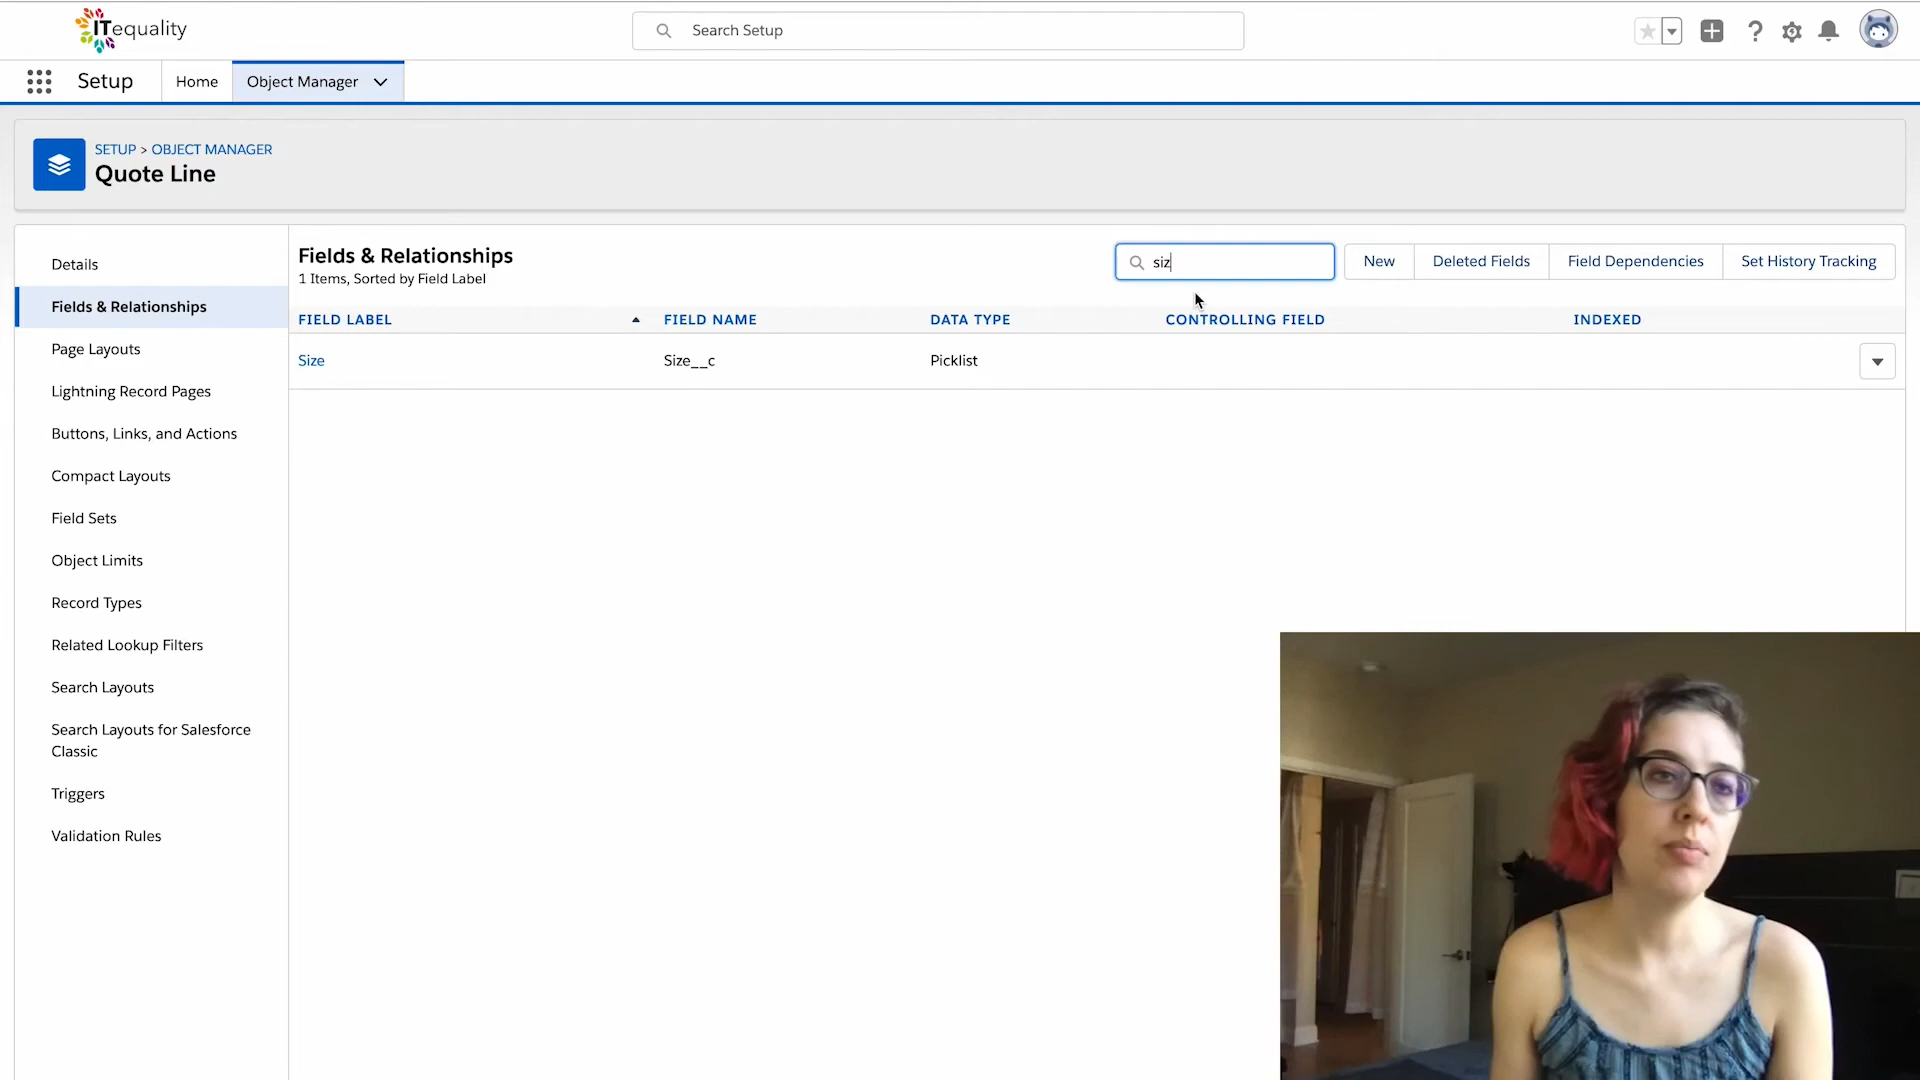 ITequality
Search Setup
Setup
Home
Object Manager
SETUP > OBJECT MANAGER
Quote Line
Details
Fields & Relationships
Page Layouts
Lightning Record Pages
Buttons, Links, and Actions
Compact Layouts
Field Sets
Object Limits
Record Types
Related Lookup Filters
Search Layouts
Search Layouts for Salesforce
Classic
Triggers
Validation Rules
Fields & Relationships
1 Items, Sorted by Field Label
siz
New
Deleted Fields
Field Dependencies
Set History Tracking
FIELD LABEL FIELD NAME DATA TYPE CONTROLLING FIELD INDEXED
Size Size__c Picklist